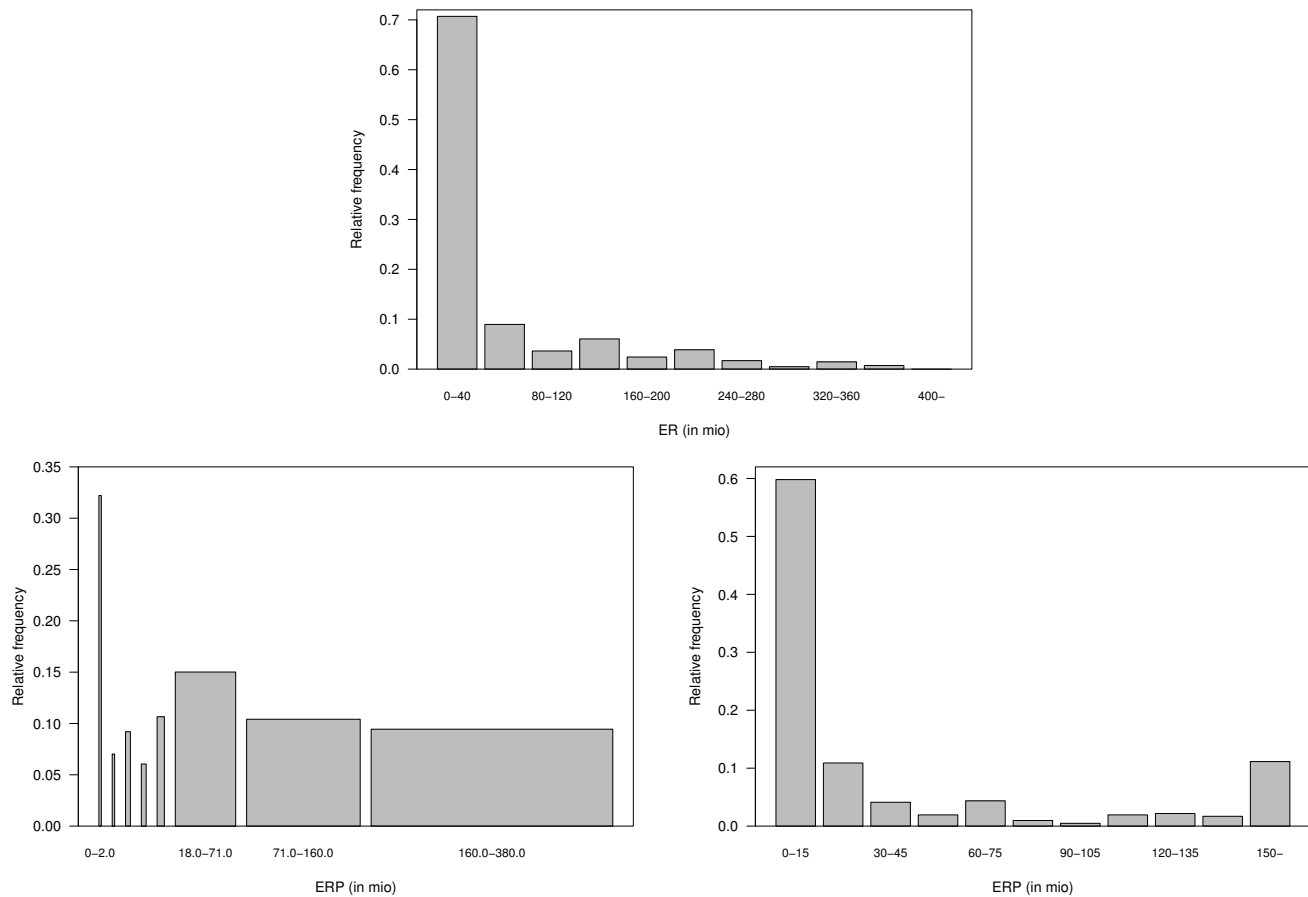 0.7
0.6
0.5
0.4
0.3
0.2
0.1
0.0
Relative frequency
0–40 80–120 160–200 240–280 320–360 400–
ER (in mio)
0.35
0.30
0.25
0.20
0.15
0.10
0.05
0.00
Relative frequency
0–2.0 18.0–71.0 71.0–160.0 160.0–380.0
ERP (in mio)
0.6
0.5
0.4
0.3
0.2
0.1
0.0
Relative frequency
0–15 30–45 60–75 90–105 120–135 150–
ERP (in mio)